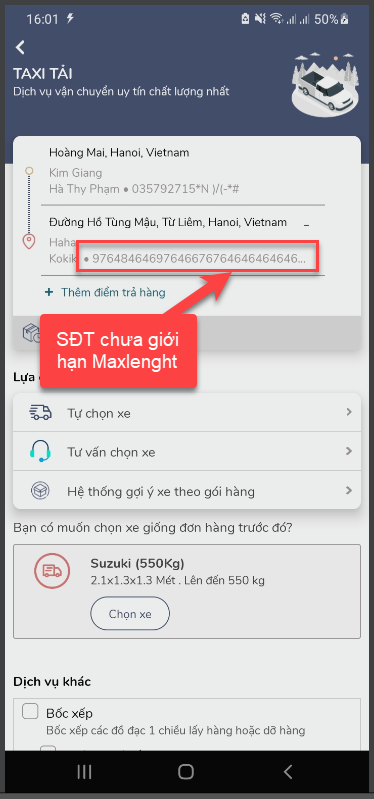 16:01 50%
TAXI TẢI
Dịch vụ vận chuyển uy tín chất lượng nhất
Hoàng Mai, Hanoi, Vietnam
Kim Giang
Hà Thy Phạm • 035792715*N )/(-*#
Đường Hồ Tùng Mậu, Từ Liêm, Hanoi, Vietnam
Haha
Kokik • 976484646976466767646464646...
+ Thêm điểm trả hàng
SĐT chưa giới
hạn Maxlenght
Lựa
Tự chọn xe
Tư vấn chọn xe
Hệ thống gợi ý xe theo gói hàng
Bạn có muốn chọn xe giống đơn hàng trước đó?
Suzuki (550Kg)
2.1x1.3x1.3 Mét . Lên đến 550 kg
Chọn xe
Dịch vụ khác
Bốc xếp
Bốc xếp các đồ đạc 1 chiều lấy hàng hoặc dỡ hàng